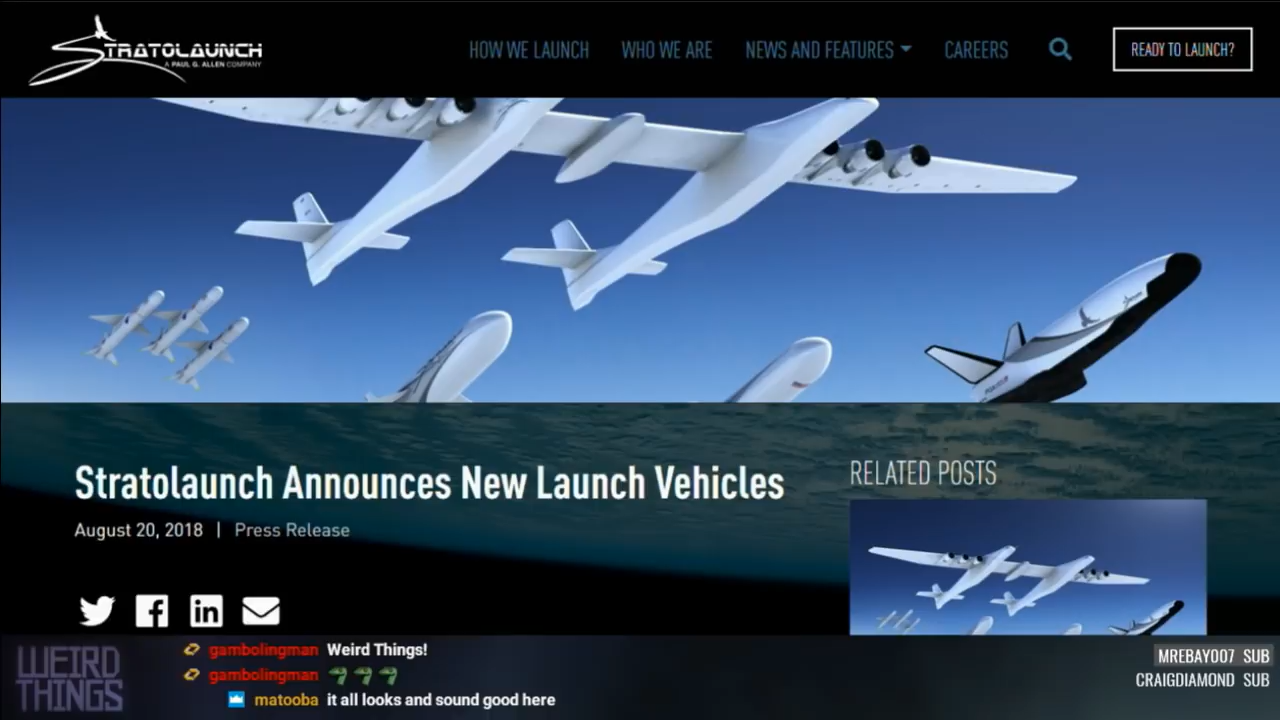 STRATOLAUNCH
A PAUL G. ALLEN COMPANY
HOW WE LAUNCH
WHO WE ARE
NEWS AND FEATURES
CAREERS
READY TO LAUNCH?
Stratolaunch Announces New Launch Vehicles
August 20, 2018 | Press Release
RELATED POSTS
WEIRD
THINGS
gambolingman Weird Things!
gambolingman
matooba it all looks and sound good here
MREBAY007 SUB
CRAIGDIAMOND SUB